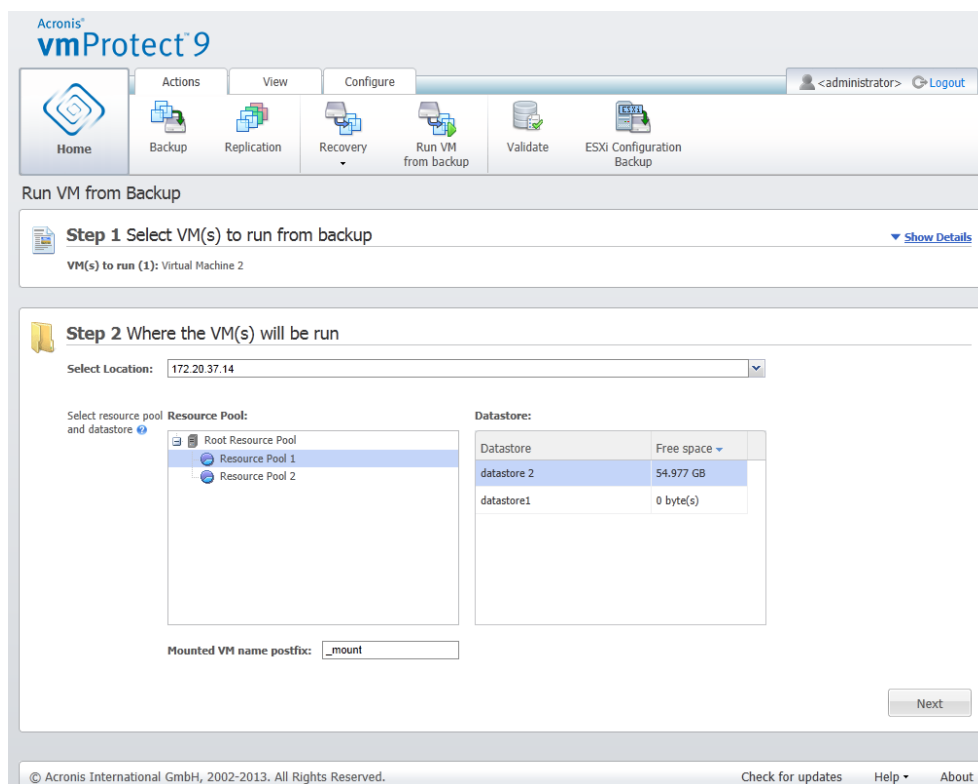 Acronis®
vmProtect™ 9
Actions View Configure
<administrator> Logout
Home
Backup
Replication
Recovery
Run VM
from backup
Validate
ESXi
ESXi Configuration
Backup
Run VM from Backup
Step 1 Select VM(s) to run from backup
Show Details
VM(s) to run (1): Virtual Machine 2
Step 2 Where the VM(s) will be run
Select Location: 172.20.37.14
Select resource pool
and datastore ?
Resource Pool:
Root Resource Pool
Resource Pool 1
Resource Pool 2
Datastore:
Datastore Free space
datastore 2 54.977 GB
datastore1 0 byte(s)
Mounted VM name postfix: _mount
Next
© Acronis International GmbH, 2002-2013. All Rights Reserved.
Check for updates Help About